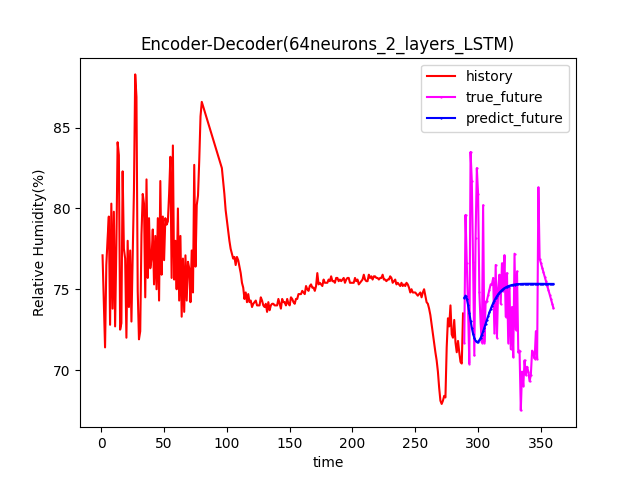 Encoder-Decoder(64neurons_2_layers_LSTM)
history
true_future
predict_future
Relative Humidity(%)
85
80
75
70
0 50 100 150 200 250 300 350
time